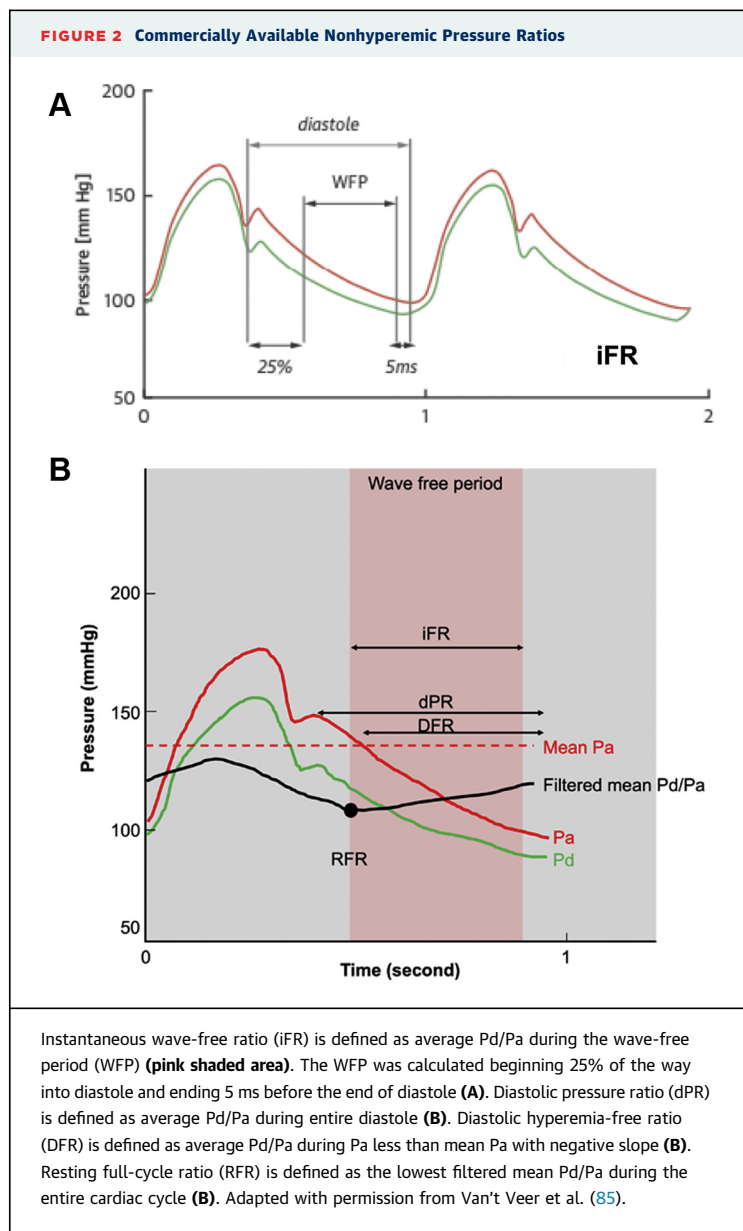 FIGURE 2 Commercially Available Nonhyperemic Pressure Ratios
A
200
150
100
50
Pressure [mm Hg]
diastole
WFP
25%
5ms
iFR
0
1
2
B
Wave free period
200
150
100
50
Pressure (mmHg)
iFR
dPR
DFR
Mean Pa
Filtered mean Pd/Pa
Pa
Pd
RFR
0
1
Time (second)
Instantaneous wave-free ratio (iFR) is defined as average Pd/Pa during the wave-free
period (WFP) (pink shaded area). The WFP was calculated beginning 25% of the way
into diastole and ending 5 ms before the end of diastole (A). Diastolic pressure ratio (dPR)
is defined as average Pd/Pa during entire diastole (B). Diastolic hyperemia-free ratio
(DFR) is defined as average Pd/Pa during Pa less than mean Pa with negative slope (B).
Resting full-cycle ratio (RFR) is defined as the lowest filtered mean Pd/Pa during the
entire cardiac cycle (B). Adapted with permission from Van't Veer et al. (85).